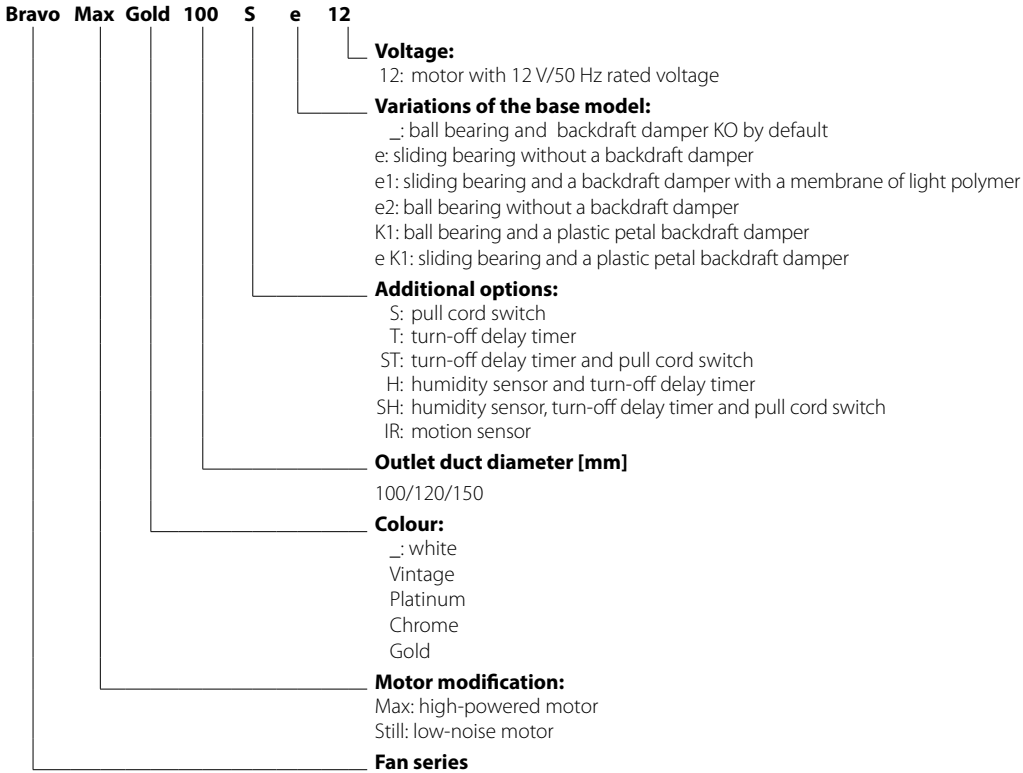 Bravo Max Gold 100 S e 12
Voltage:
12: motor with 12 V/50 Hz rated voltage
Variations of the base model:
_: ball bearing and backdraft damper KO by default
e: sliding bearing without a backdraft damper
e1: sliding bearing and a backdraft damper with a membrane of light polymer
e2: ball bearing without a backdraft damper
K1: ball bearing and a plastic petal backdraft damper
e K1: sliding bearing and a plastic petal backdraft damper
Additional options:
S: pull cord switch
T: turn-off delay timer
ST: turn-off delay timer and pull cord switch
H: humidity sensor and turn-off delay timer
SH: humidity sensor, turn-off delay timer and pull cord switch
IR: motion sensor
Outlet duct diameter [mm]
100/120/150
Colour:
_: white
Vintage
Platinum
Chrome
Gold
Motor modification:
Max: high-powered motor
Still: low-noise motor
Fan series